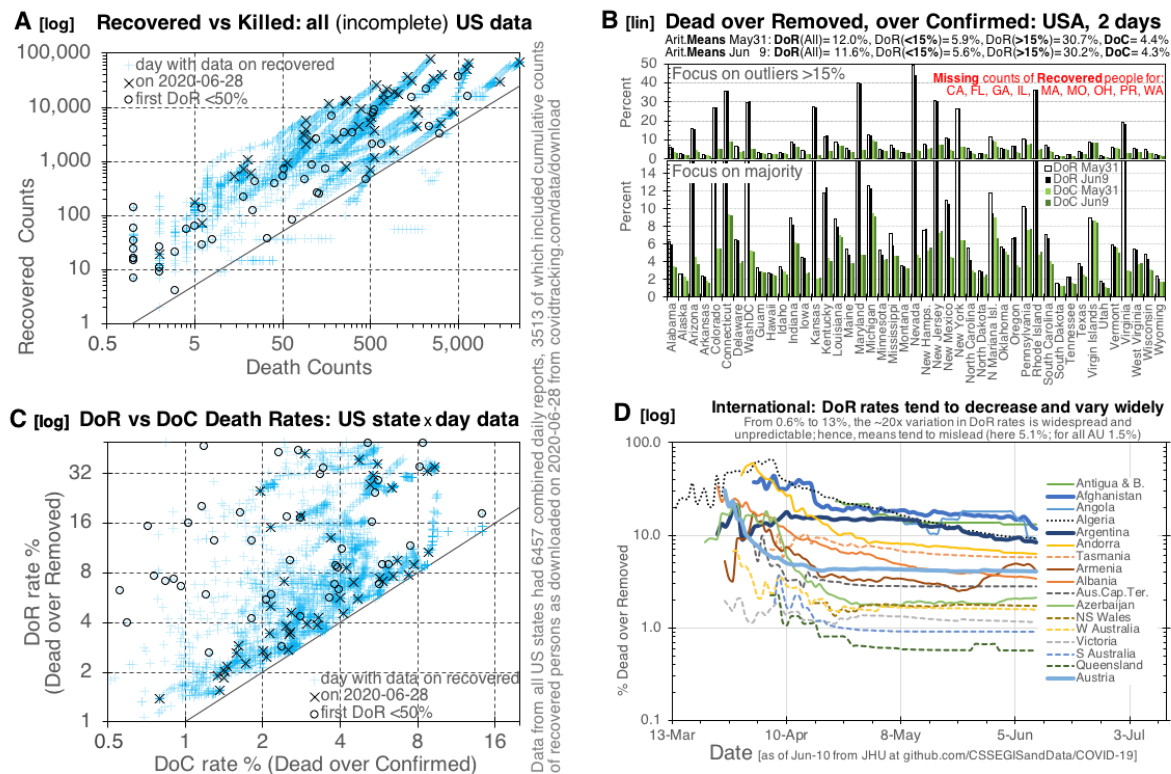 A [log] Recovered vs Killed: all (incomplete) US data
100,000
10,000
1,000
100
10
1
Recovered Counts
day with data on recovered
on 2020-06-28
first DoR <50%
0.5
5
50
500
5,000
Death Counts
B [lin] Dead over Removed, over Confirmed: USA, 2 days
Arit.Means May31: DoR(All)= 12.0%, DoR(<15%)= 5.9%, DoR(>15%)= 30.7%, DoC= 4.4%
Arit.Means Jun 9: DoR(All)= 11.6%, DoR(<15%)= 5.6%, DoR(>15%)= 30.2%, DoC= 4.3%
50
40
30
20
10
0
Percent
Focus on outliers >15%
Missing counts of Recovered people for:
CA, FL, GA, IL, MA, MO, OH, PR, WA
14
12
10
8
6
4
2
0
Percent
Focus on majority
DoR May31
DoR Jun9
DoC May31
DoC Jun9
Alabama
Alaska
Arizona
Arkansas
Colorado
Connecticut
Delaware
WashDC
Guam
Hawaii
Idaho
Indiana
Iowa
Kansas
Kentucky
Louisiana
Maine
Maryland
Michigan
Minnesota
Mississippi
Montana
Nevada
New Hamps.
New Jersey
New Mexico
New York
North Carolina
North Dakota
N Mariana Isl.
Oklahoma
Oregon
Pennsylvania
Rhode Island
South Carolina
South Dakota
Tennessee
Texas
Virgin Islands
Utah
Vermont
Virginia
West Virginia
Wisconsin
Wyoming
Data from all US states had 6457 combined daily reports, 3513 of which included cumulative counts
of recovered persons as downloaded on 2020-06-28 from covidtracking.com/data/download
C [log] DoR vs DoC Death Rates: US state x day data
32
16
8
4
2
1
DoR rate %
(Dead over Removed)
day with data on recovered
on 2020-06-28
first DoR <50%
0.5
1
2
4
8
16
DoC rate % (Dead over Confirmed)
D [log] International: DoR rates tend to decrease and vary widely
From 0.6% to 13%, the ~20x variation in DoR rates is widespread and
unpredictable; hence, means tend to mislead (here 5.1%; for all AU 1.5%)
100.0
10.0
1.0
0.1
% Dead over Removed
Antigua & B.
Afghanistan
Angola
Algeria
Argentina
Andorra
Tasmania
Armenia
Albania
Aus.Cap.Ter.
Azerbaijan
NS Wales
W Australia
Victoria
S Australia
Queensland
Austria
13-Mar
10-Apr
8-May
5-Jun
3-Jul
Date [as of Jun-10 from JHU at github.com/CSSEGISandData/COVID-19]